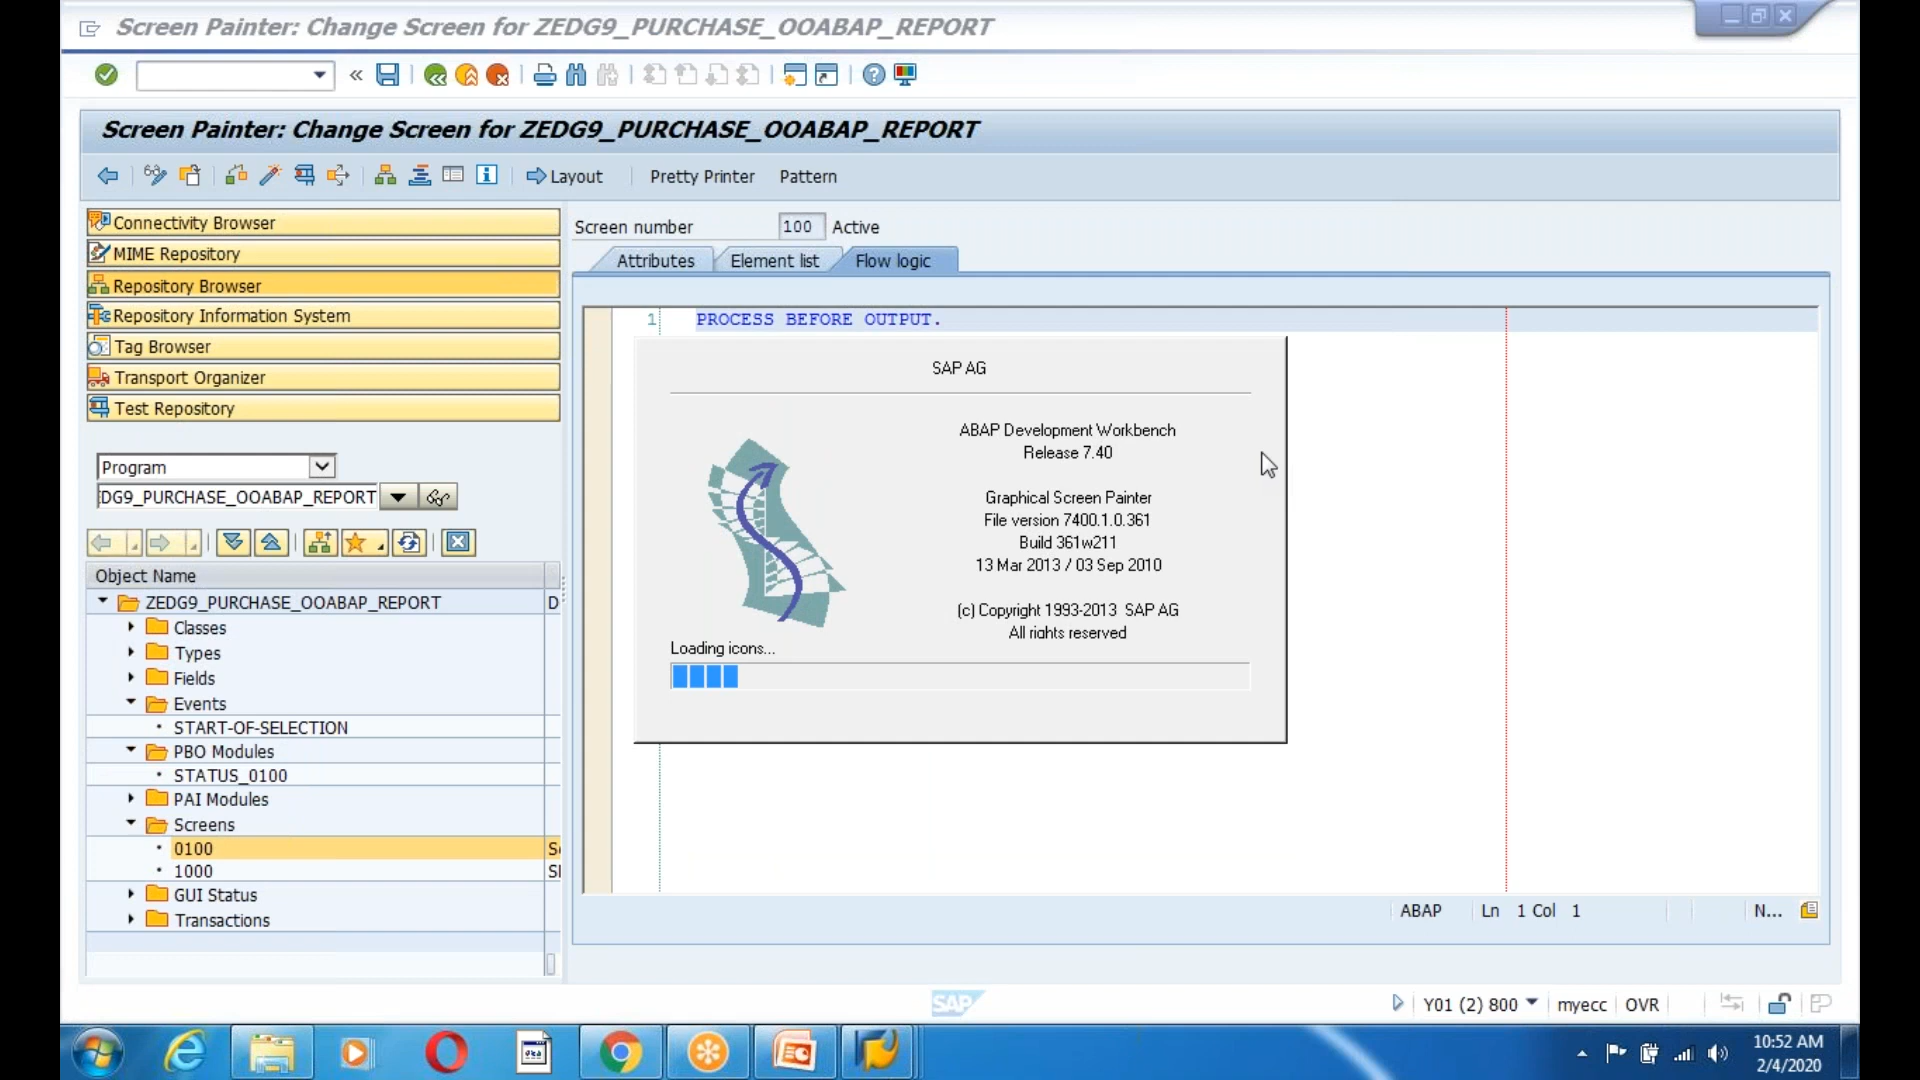 Screen Painter: Change Screen for ZEDG9_PURCHASE_OOABAP_REPORT
Screen Painter: Change Screen for ZEDG9_PURCHASE_OOABAP_REPORT
Layout Pretty Printer Pattern
Connectivity Browser
MIME Repository
Repository Browser
Repository Information System
Tag Browser
Transport Organizer
Test Repository
Program
DG9_PURCHASE_OOABAP_REPORT
Object Name
ZEDG9_PURCHASE_OOABAP_REPORT D
Classes
Types
Fields
Events
START-OF-SELECTION
PBO Modules
STATUS_0100
PAI Modules
Screens
0100
1000
GUI Status
Transactions
Screen number 100 Active
Attributes Element list Flow logic
1 PROCESS BEFORE OUTPUT.
SAP AG
ABAP Development Workbench
Release 7.40
Graphical Screen Painter
File version 7400.1.0.361
Build 361w211
13 Mar 2013 / 03 Sep 2010
(c) Copyright 1993-2013 SAP AG
All rights reserved
Loading icons...
ABAP Ln 1 Col 1 N...
SAP
Y01 (2) 800 myecc OVR
10:52 AM
2/4/2020